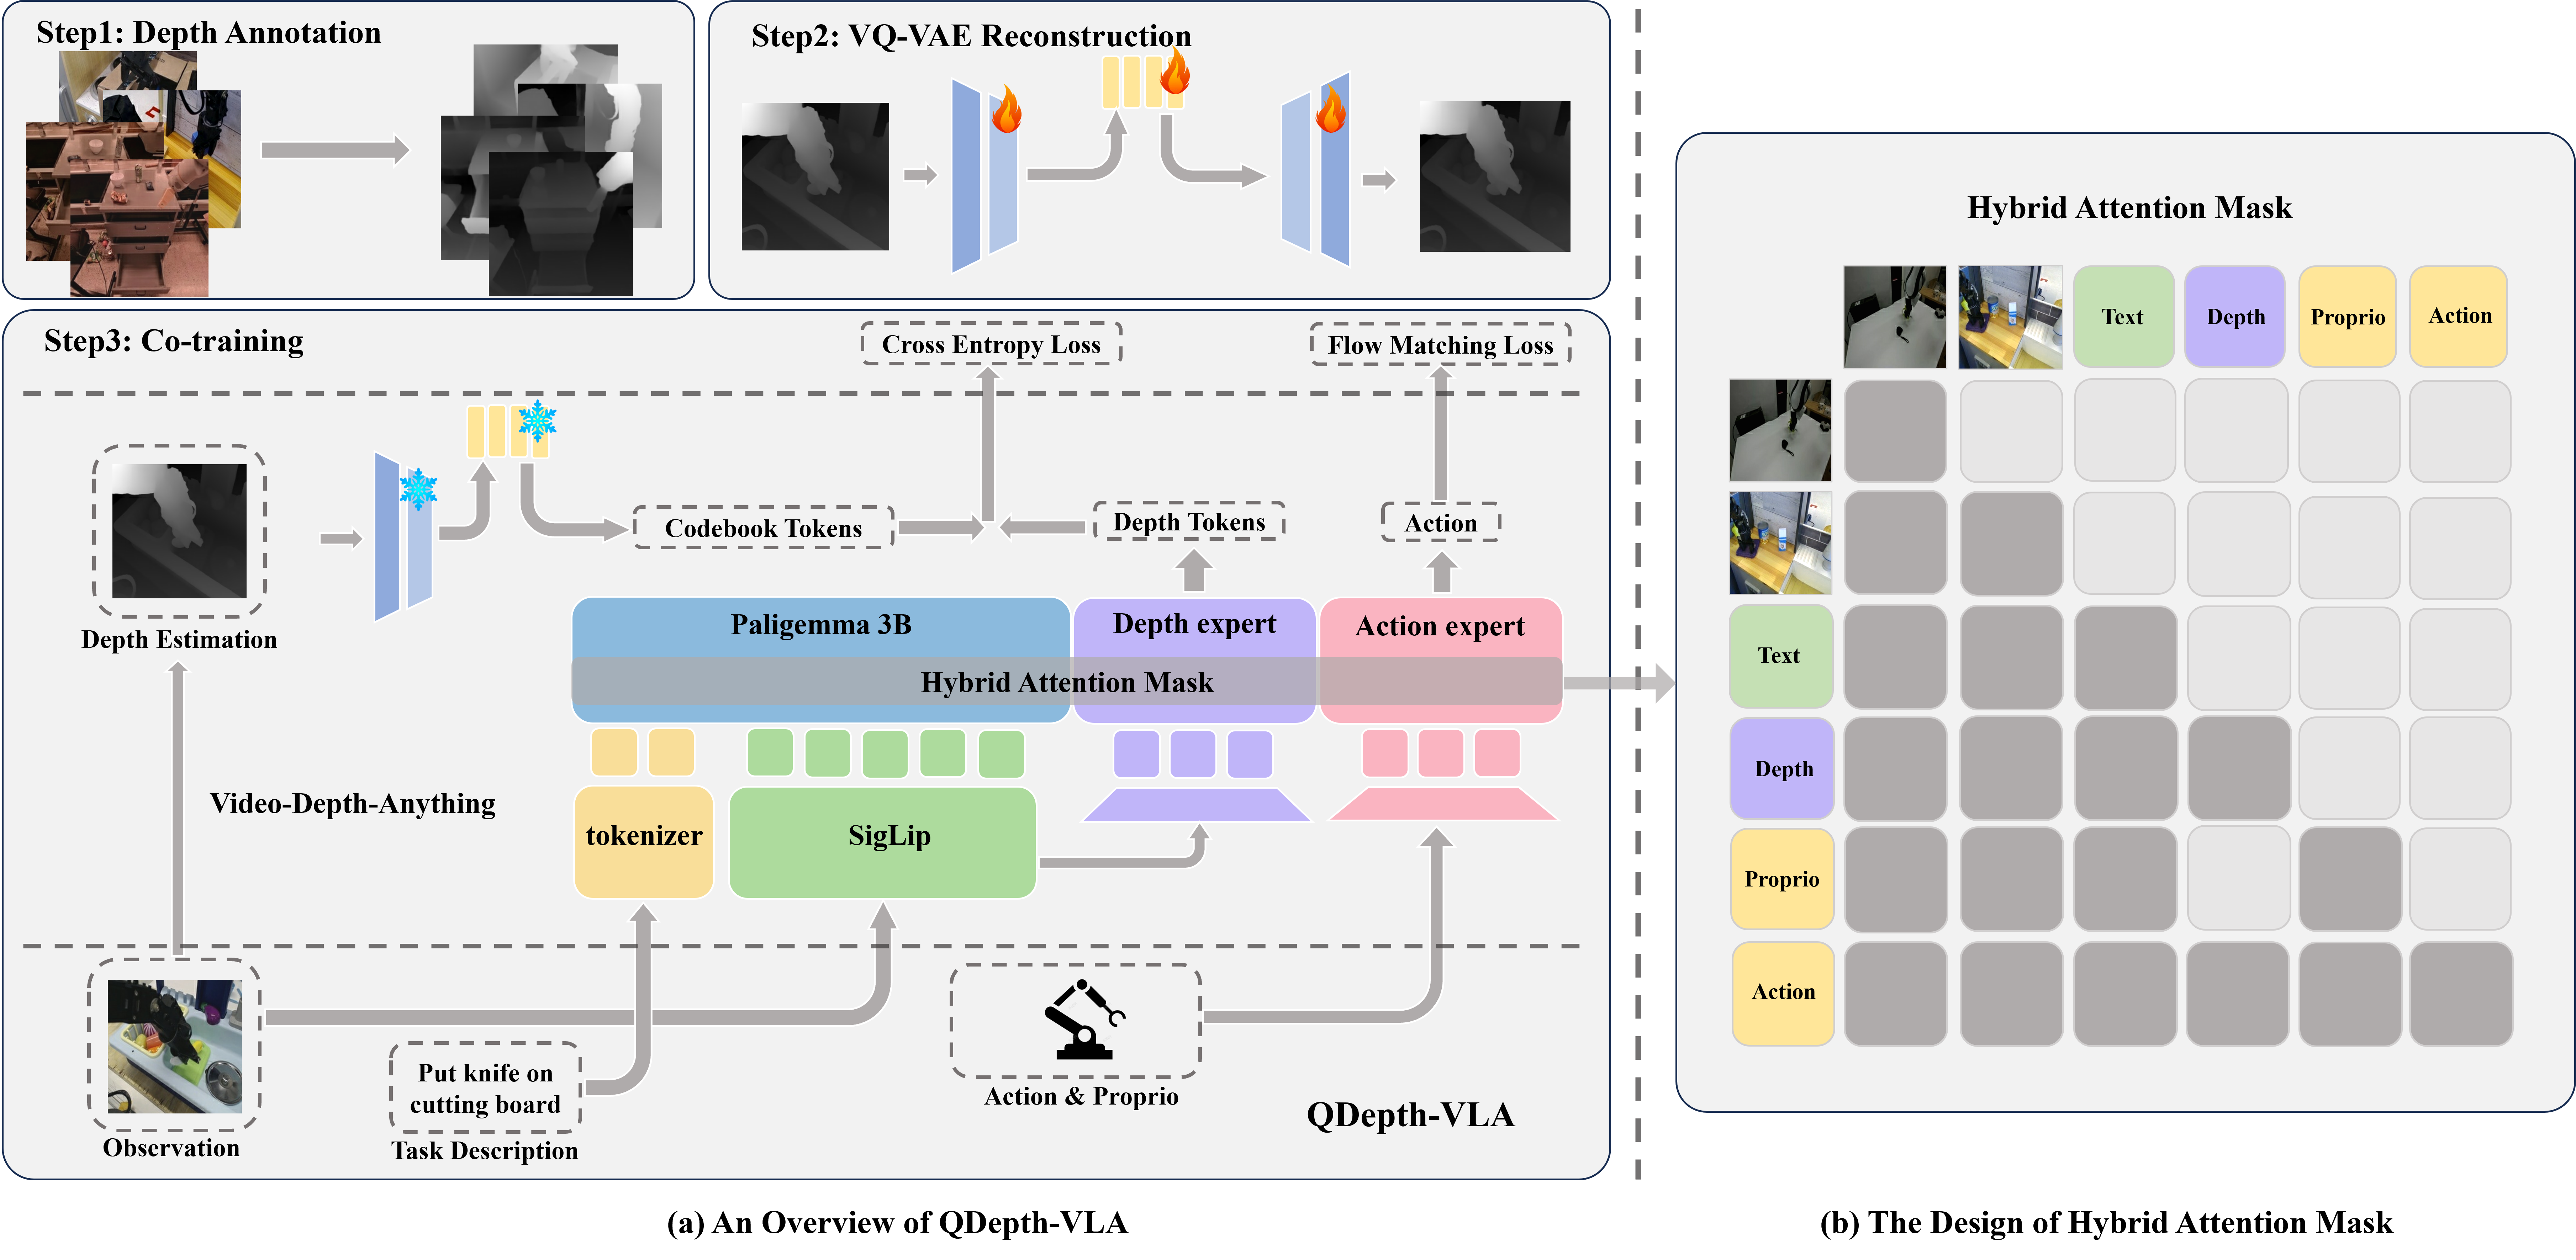 Step1: Depth Annotation
Step2: VQ-VAE Reconstruction
Step3: Co-training
Cross Entropy Loss
Flow Matching Loss
Codebook Tokens
Depth Tokens
Action
Depth Estimation
Paligemma 3B
Depth expert
Action expert
Hybrid Attention Mask
Video-Depth-Anything
tokenizer
SigLip
Put knife on
cutting board
Task Description
Observation
Action & Proprio
QDepth-VLA
(a) An Overview of QDepth-VLA
Hybrid Attention Mask
Text
Depth
Proprio
Action
Text
Depth
Proprio
Action
(b) The Design of Hybrid Attention Mask